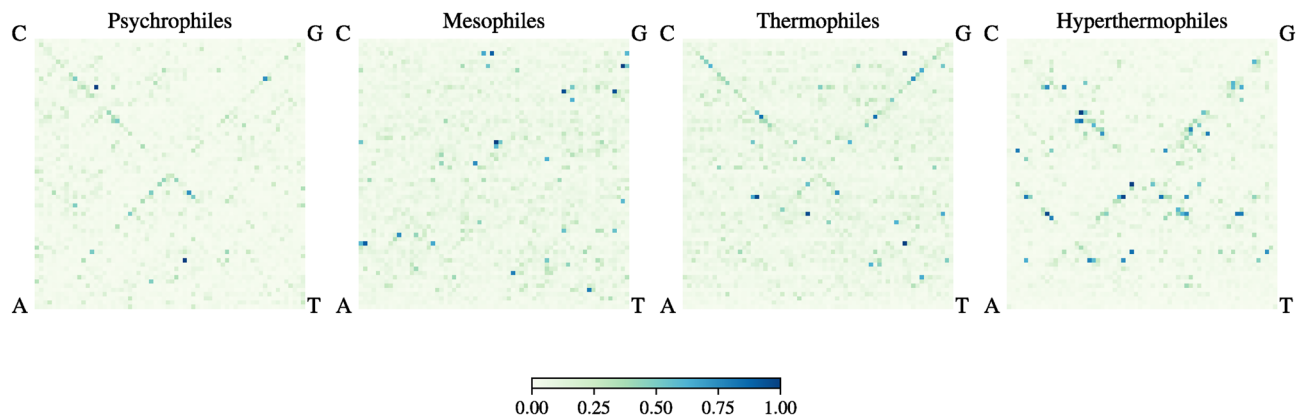 Psychrophiles Mesophiles Thermophiles Hyperthermophiles
C G C G C G C G
A T A T A T A T
0.00 0.25 0.50 0.75 1.00